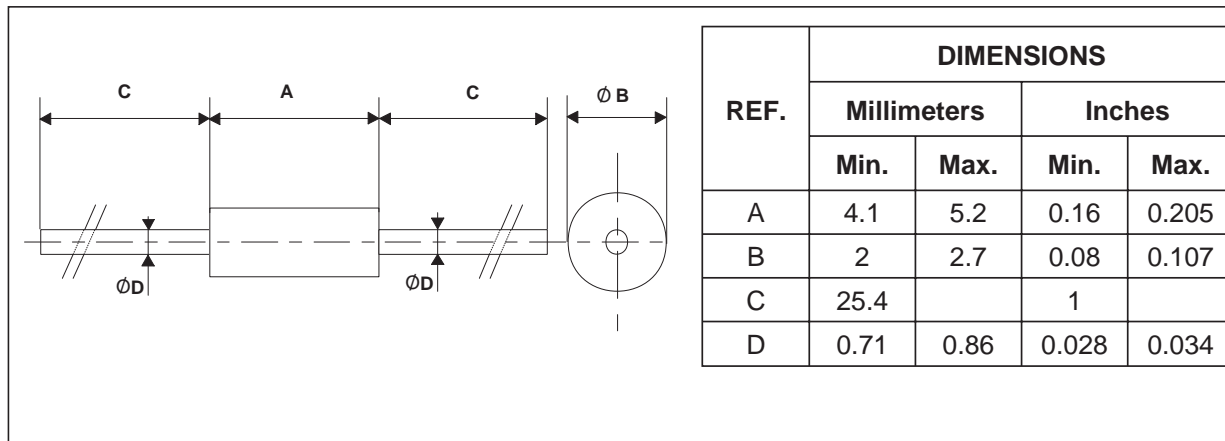 C A C Ø B
ØD ØD
REF. DIMENSIONS
Millimeters Inches
Min. Max. Min. Max.
A 4.1 5.2 0.16 0.205
B 2 2.7 0.08 0.107
C 25.4 1
D 0.71 0.86 0.028 0.034